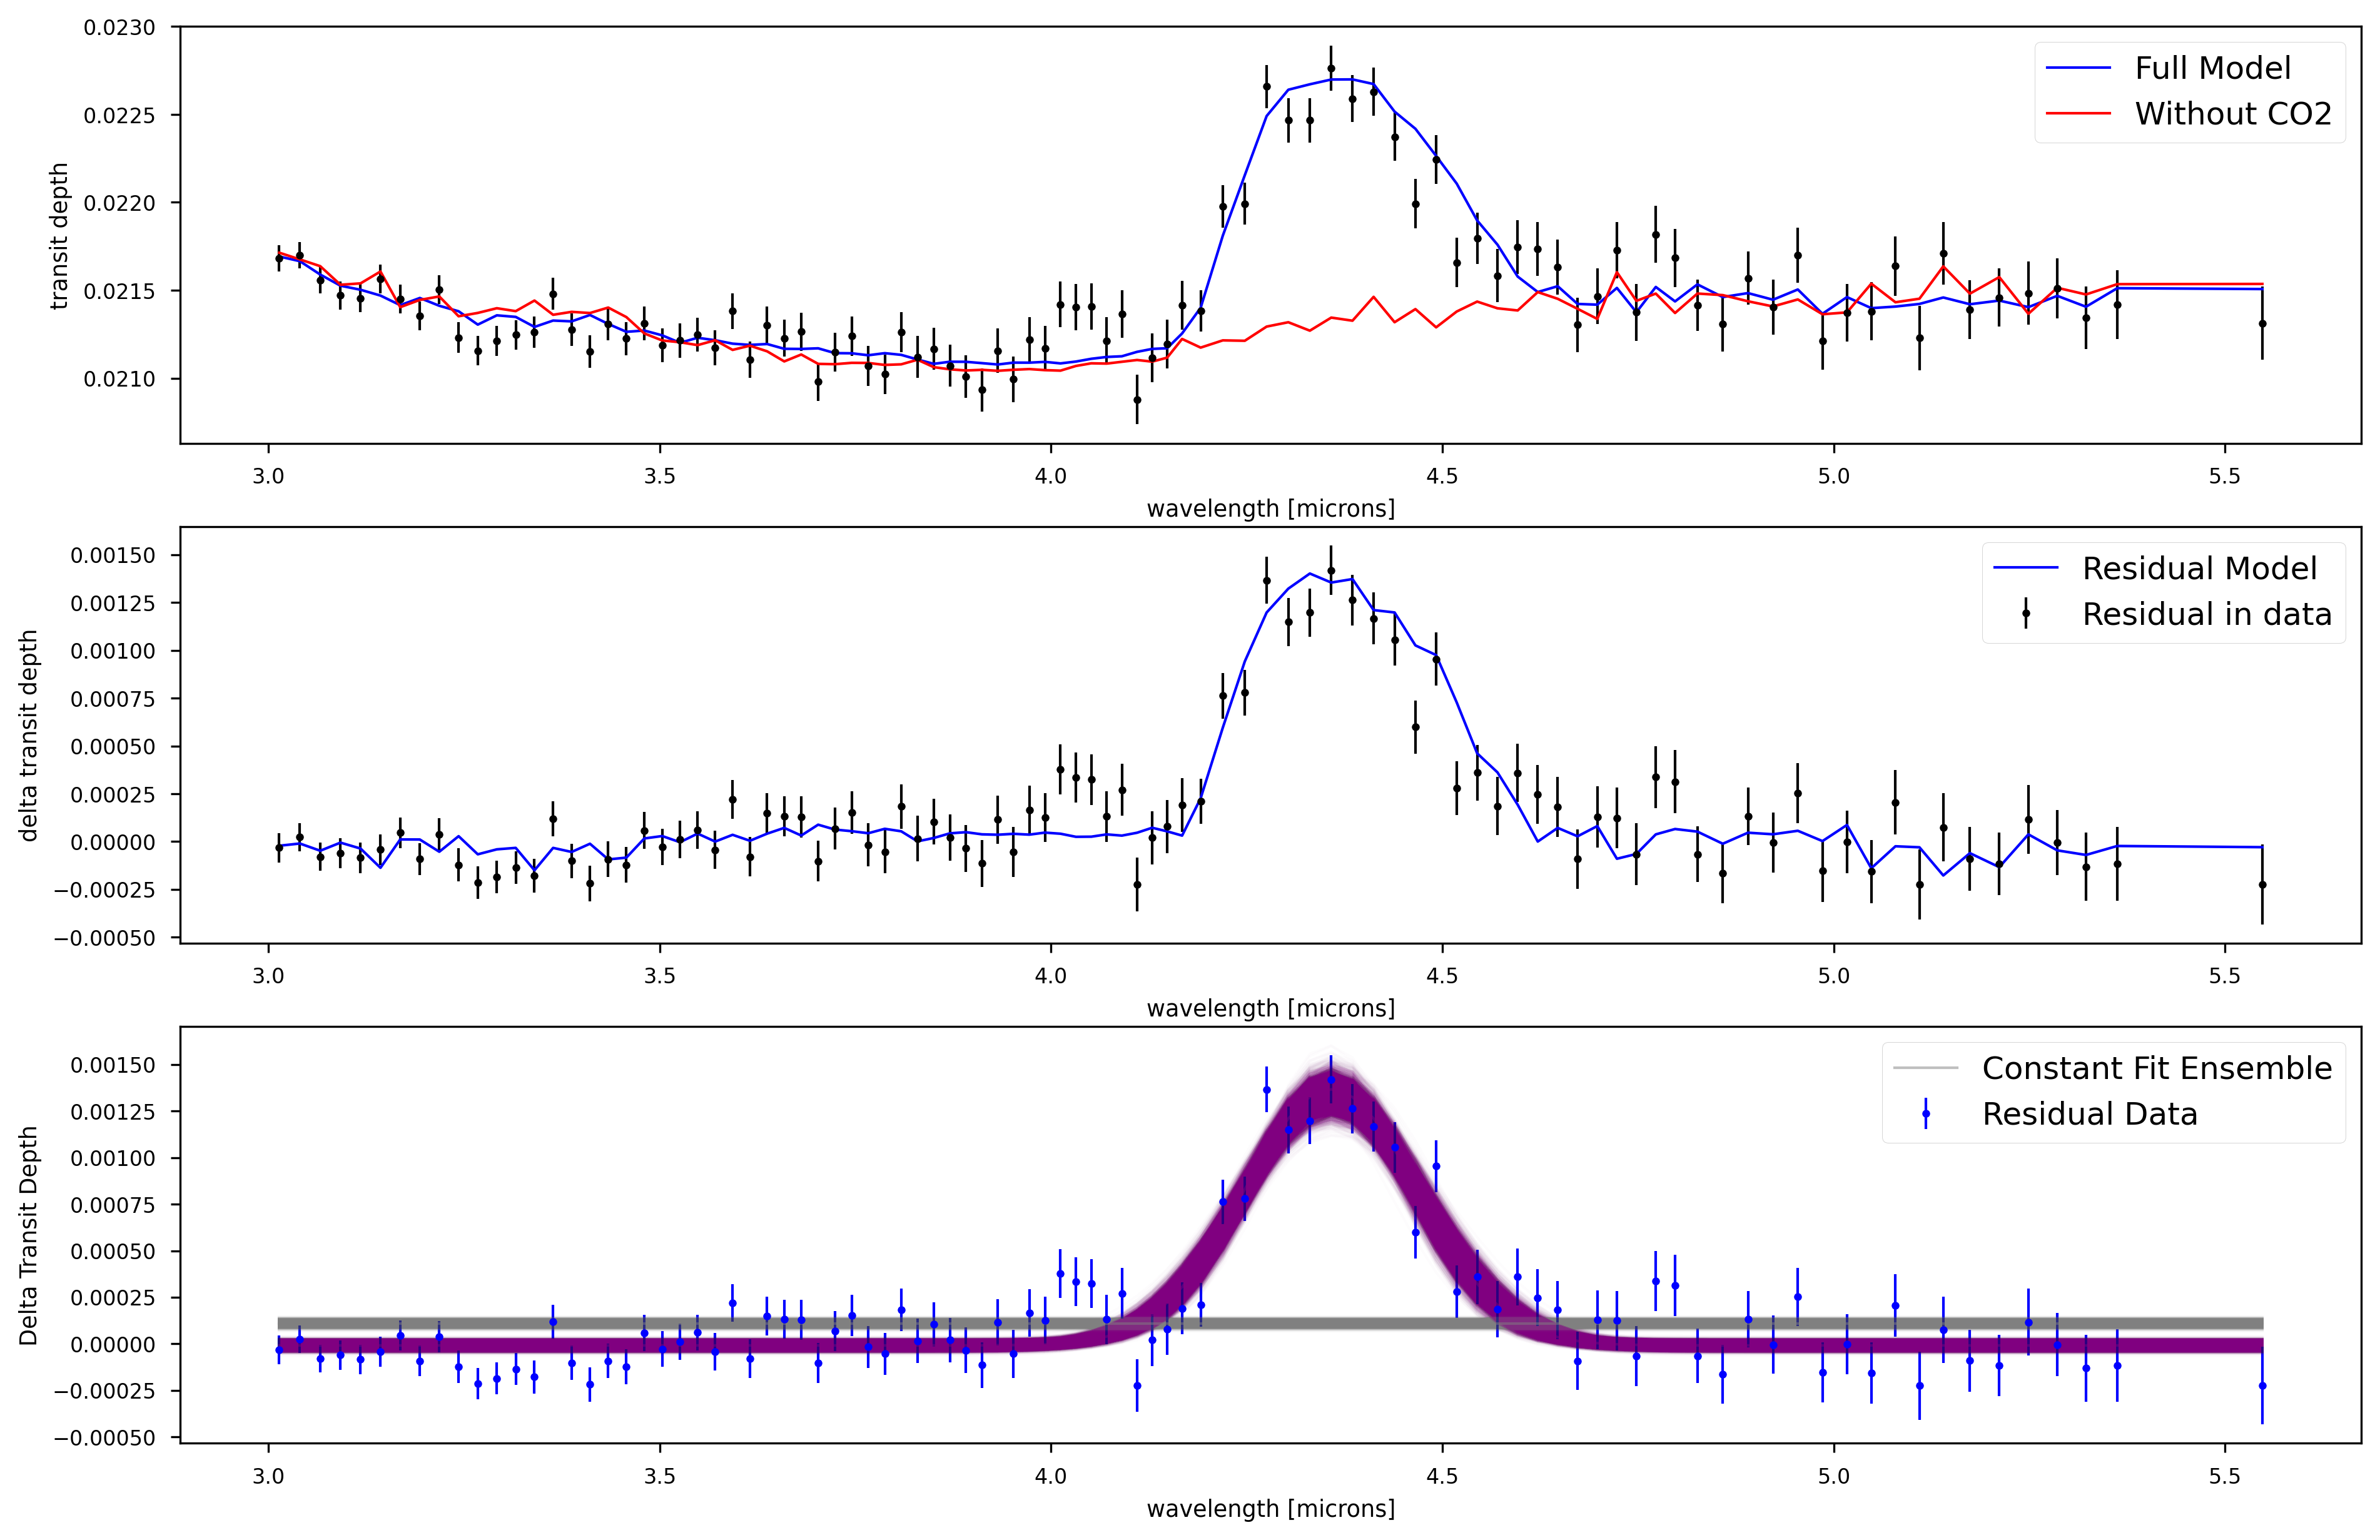 0.0230
0.0225
0.0220
0.0215
0.0210
transit depth
Full Model
Without CO2
3.0 3.5 4.0 4.5 5.0 5.5
wavelength [microns]
0.00150
0.00125
0.00100
0.00075
0.00050
0.00025
0.00000
−0.00025
−0.00050
delta transit depth
Residual Model
Residual in data
3.0 3.5 4.0 4.5 5.0 5.5
wavelength [microns]
0.00150
0.00125
0.00100
0.00075
0.00050
0.00025
0.00000
−0.00025
−0.00050
Delta Transit Depth
Constant Fit Ensemble
Residual Data
3.0 3.5 4.0 4.5 5.0 5.5
wavelength [microns]